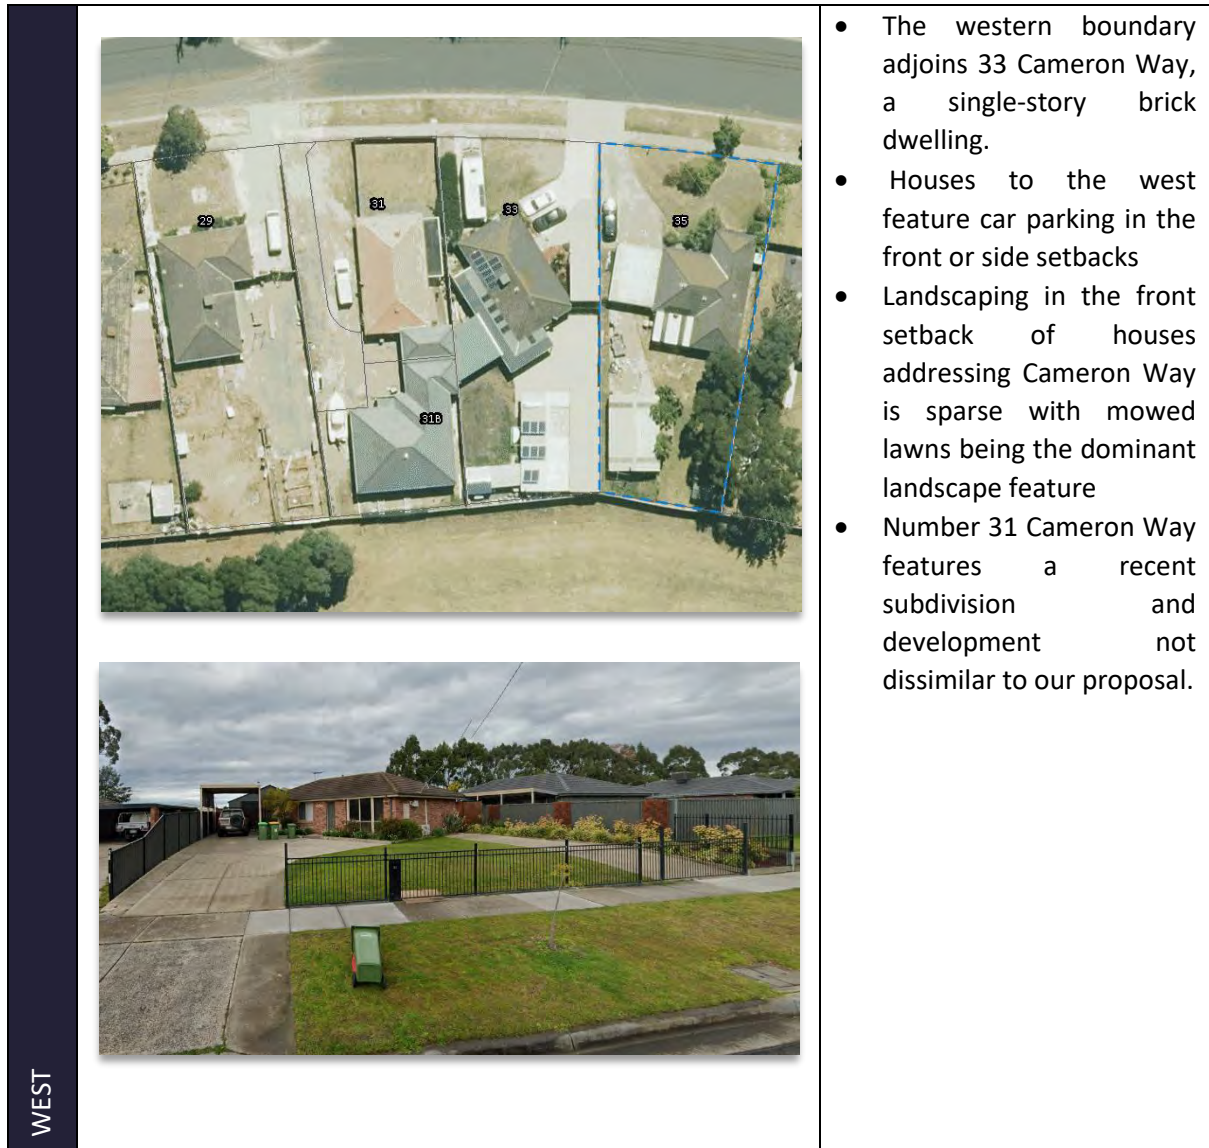 29
31
33
35
31B
WEST
• The western boundary
adjoins 33 Cameron Way,
a single-story brick
dwelling.
• Houses to the west
feature car parking in the
front or side setbacks
• Landscaping in the front
setback of houses
addressing Cameron Way
is sparse with mowed
lawns being the dominant
landscape feature
• Number 31 Cameron Way
features a recent
subdivision and
development not
dissimilar to our proposal.